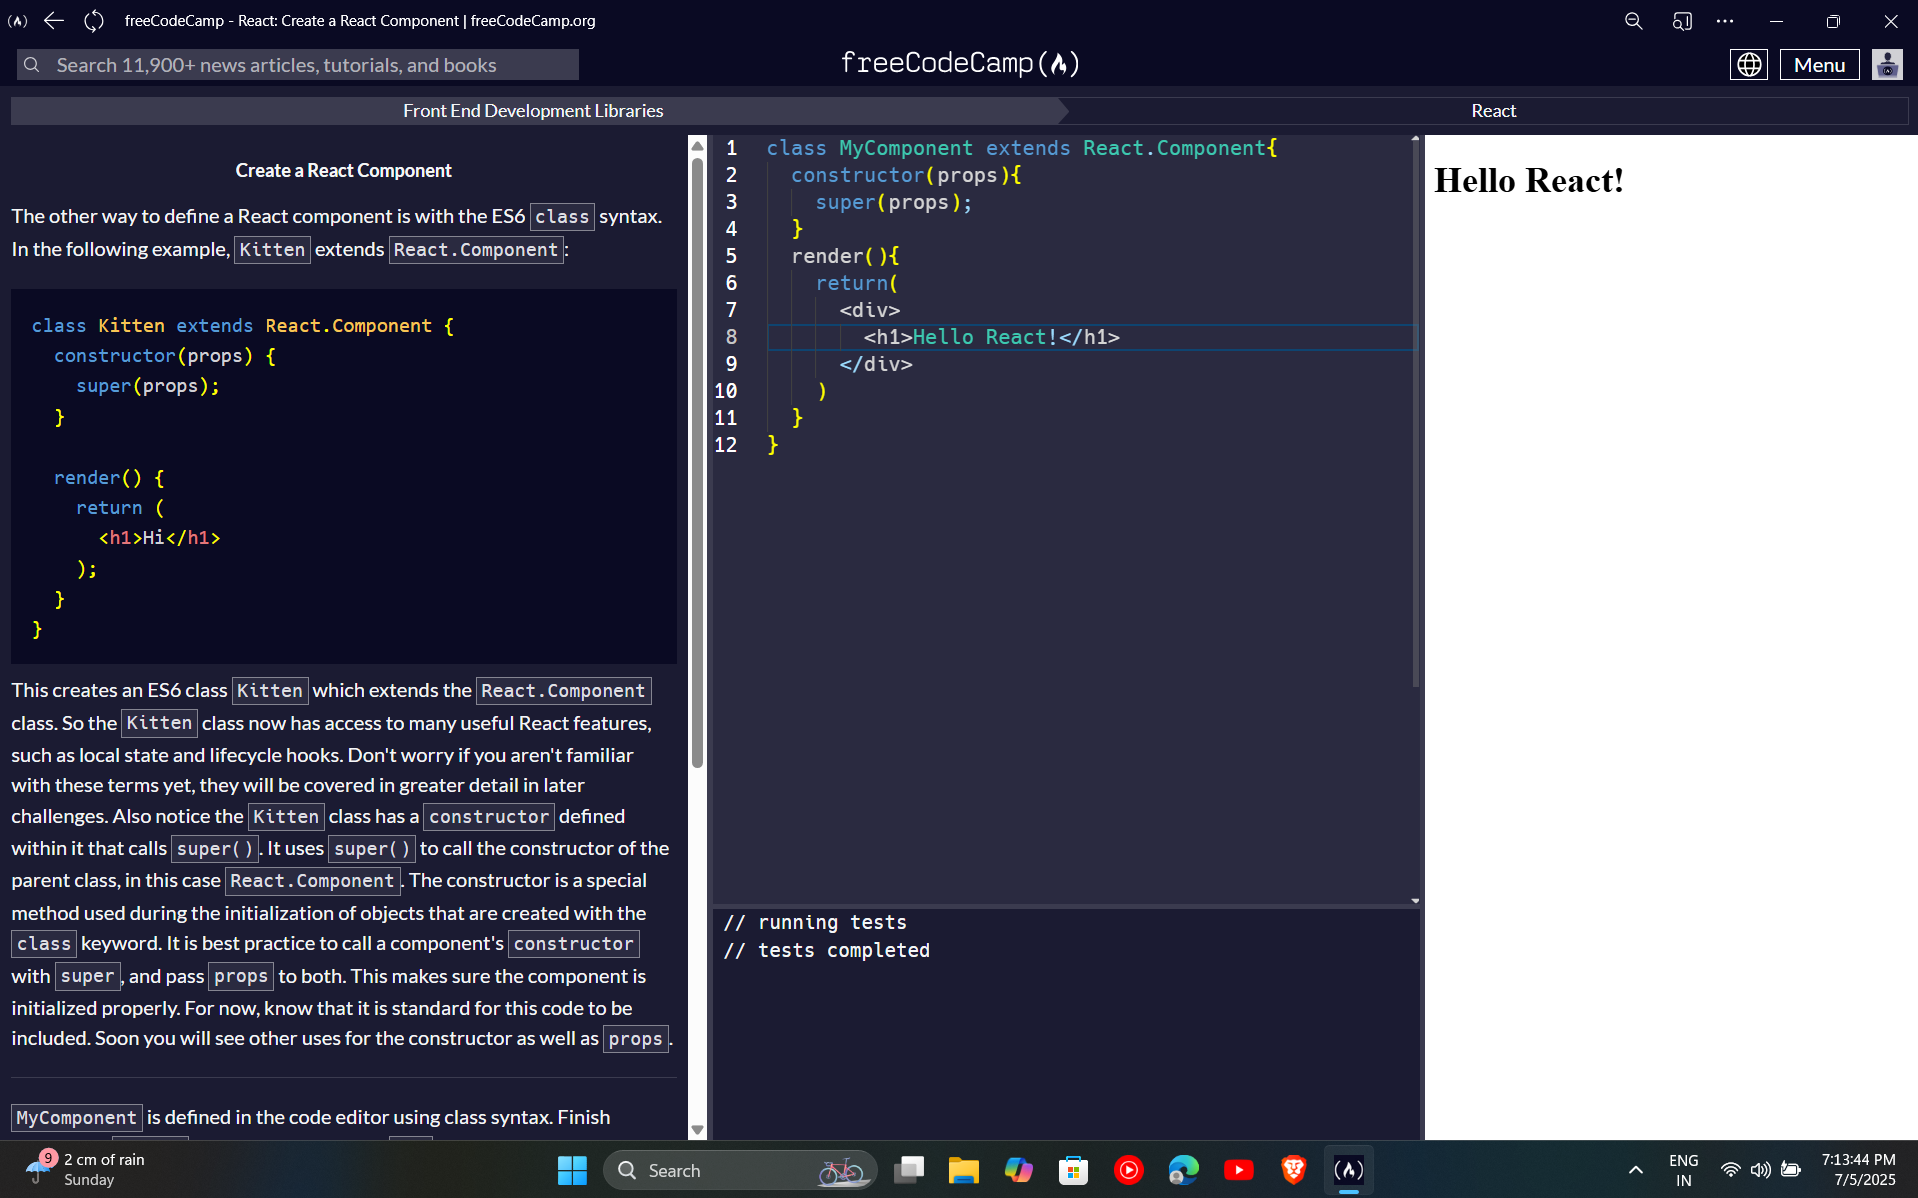 freeCodeCamp - React: Create a React Component | freeCodeCamp.org
Search 11,900+ news articles, tutorials, and books
freeCodeCamp(🔥)
Menu
Front End Development Libraries
React
Create a React Component
The other way to define a React component is with the ES6 class syntax.
In the following example, Kitten extends React.Component:
class Kitten extends React.Component {
constructor(props) {
super(props);
}
render() {
return (
<h1>Hi</h1>
);
}
}
This creates an ES6 class Kitten which extends the React.Component
class. So the Kitten class now has access to many useful React features,
such as local state and lifecycle hooks. Don't worry if you aren't familiar
with these terms yet, they will be covered in greater detail in later
challenges. Also notice the Kitten class has a constructor defined
within it that calls super(). It uses super() to call the constructor of the
parent class, in this case React.Component. The constructor is a special
method used during the initialization of objects that are created with the
class keyword. It is best practice to call a component's constructor
with super, and pass props to both. This makes sure the component is
initialized properly. For now, know that it is standard for this code to be
included. Soon you will see other uses for the constructor as well as props.
MyComponent is defined in the code editor using class syntax. Finish
1 class MyComponent extends React.Component{
2 constructor(props){
3 super(props);
4 }
5 render(){
6 return(
7 <div>
8 <h1>Hello React!</h1>
9 </div>
10 )
11 }
12 }
// running tests
// tests completed
Hello React!
9
2 cm of rain
Sunday
Search
ENG
IN
7:13:44 PM
7/5/2025